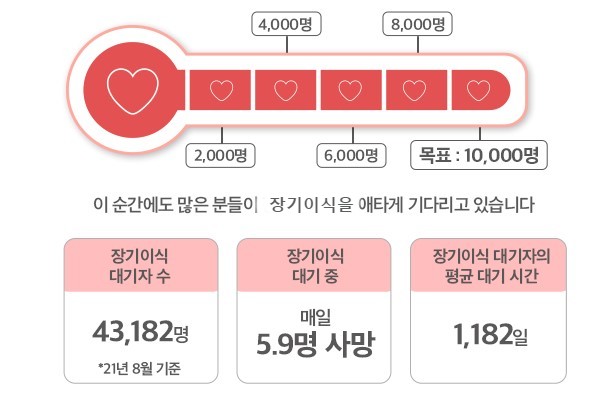 4,000명
8,000명
2,000명
6,000명
목표 : 10,000명
이 순간에도 많은 분들이 장기이식을 애타게 기다리고 있습니다
장기이식
대기자 수
43,182명
*21년 8월 기준
장기이식
대기 중
매일
5.9명 사망
장기이식 대기자의
평균 대기 시간
1,182일